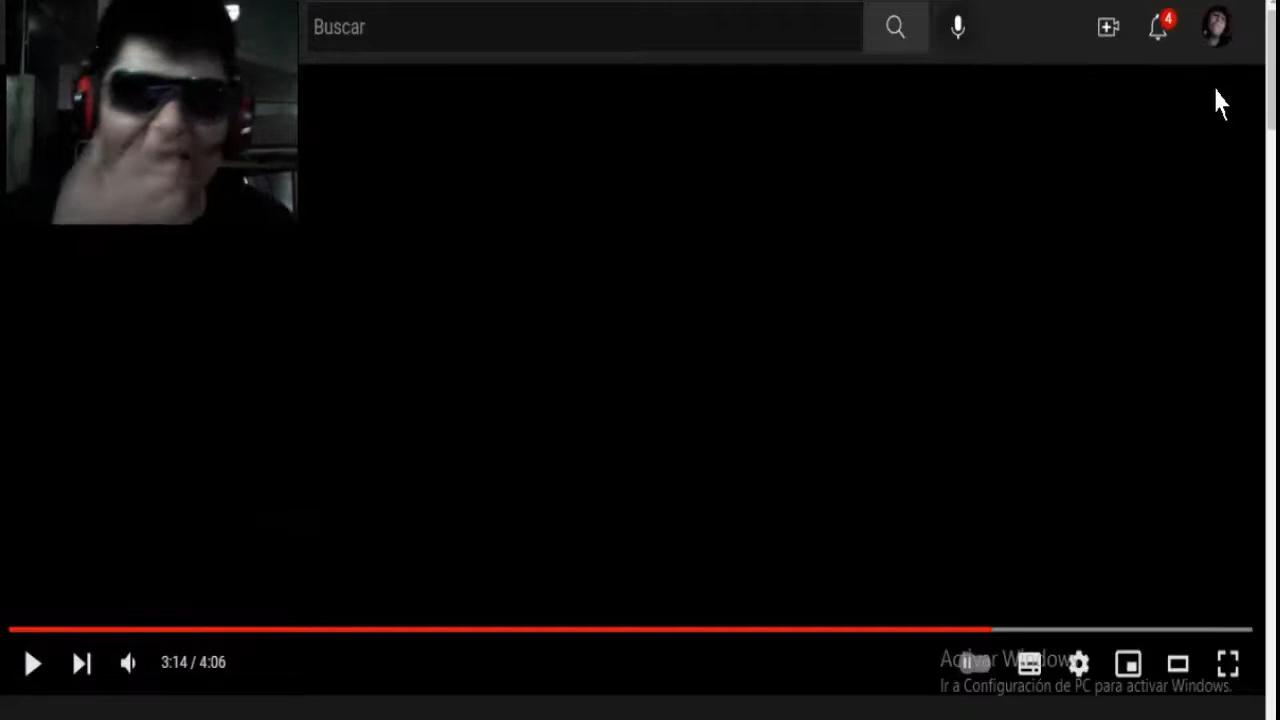 Buscar
4
3:14 / 4:06
Activar Windows
Ir a Configuración de PC para activar Windows.